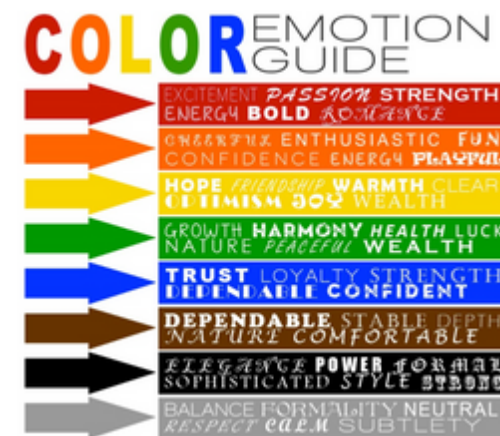 COLOR EMOTION
GUIDE
EXCITEMENT PASSION STRENGTH
ENERGY BOLD ROMANCE
CHEERFUL ENTHUSIASTIC FUN
CONFIDENCE ENERGY PLAYFUL
HOPE FRIENDSHIP WARMTH CLEAR
OPTIMISM JOY WEALTH
GROWTH HARMONY HEALTH LUCK
NATURE PEACEFUL WEALTH
TRUST LOYALTY STRENGTH
DEPENDABLE CONFIDENT
DEPENDABLE STABLE DEPTH
NATURE COMFORTABLE
ELEGANCE POWER FORMAL
SOPHISTICATED STYLE STRONG
BALANCE FORMALITY NEUTRAL
RESPECT CALM SUBTLETY